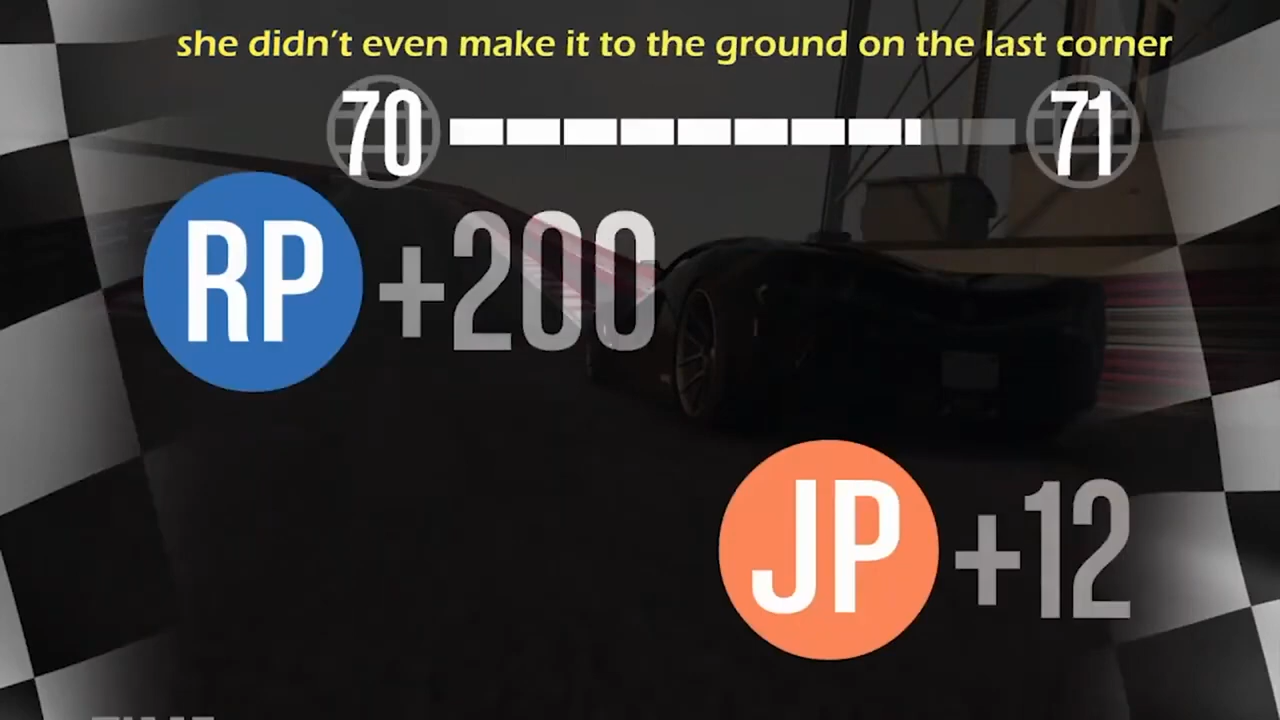 she didn't even make it to the ground on the last corner
70 71
RP +200
JP +12